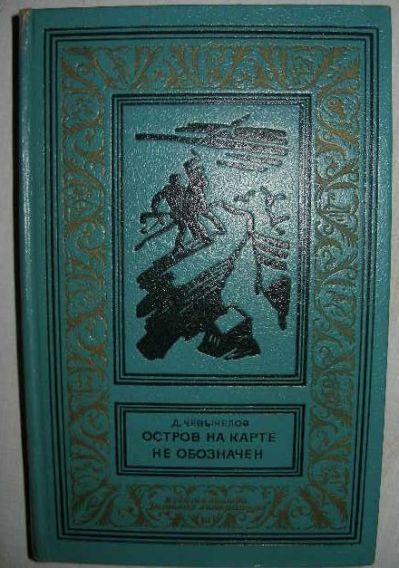 Д. ЧЕВЫЧЕЛОВ
ОСТРОВ НА КАРТЕ
НЕ ОБОЗНАЧЕН